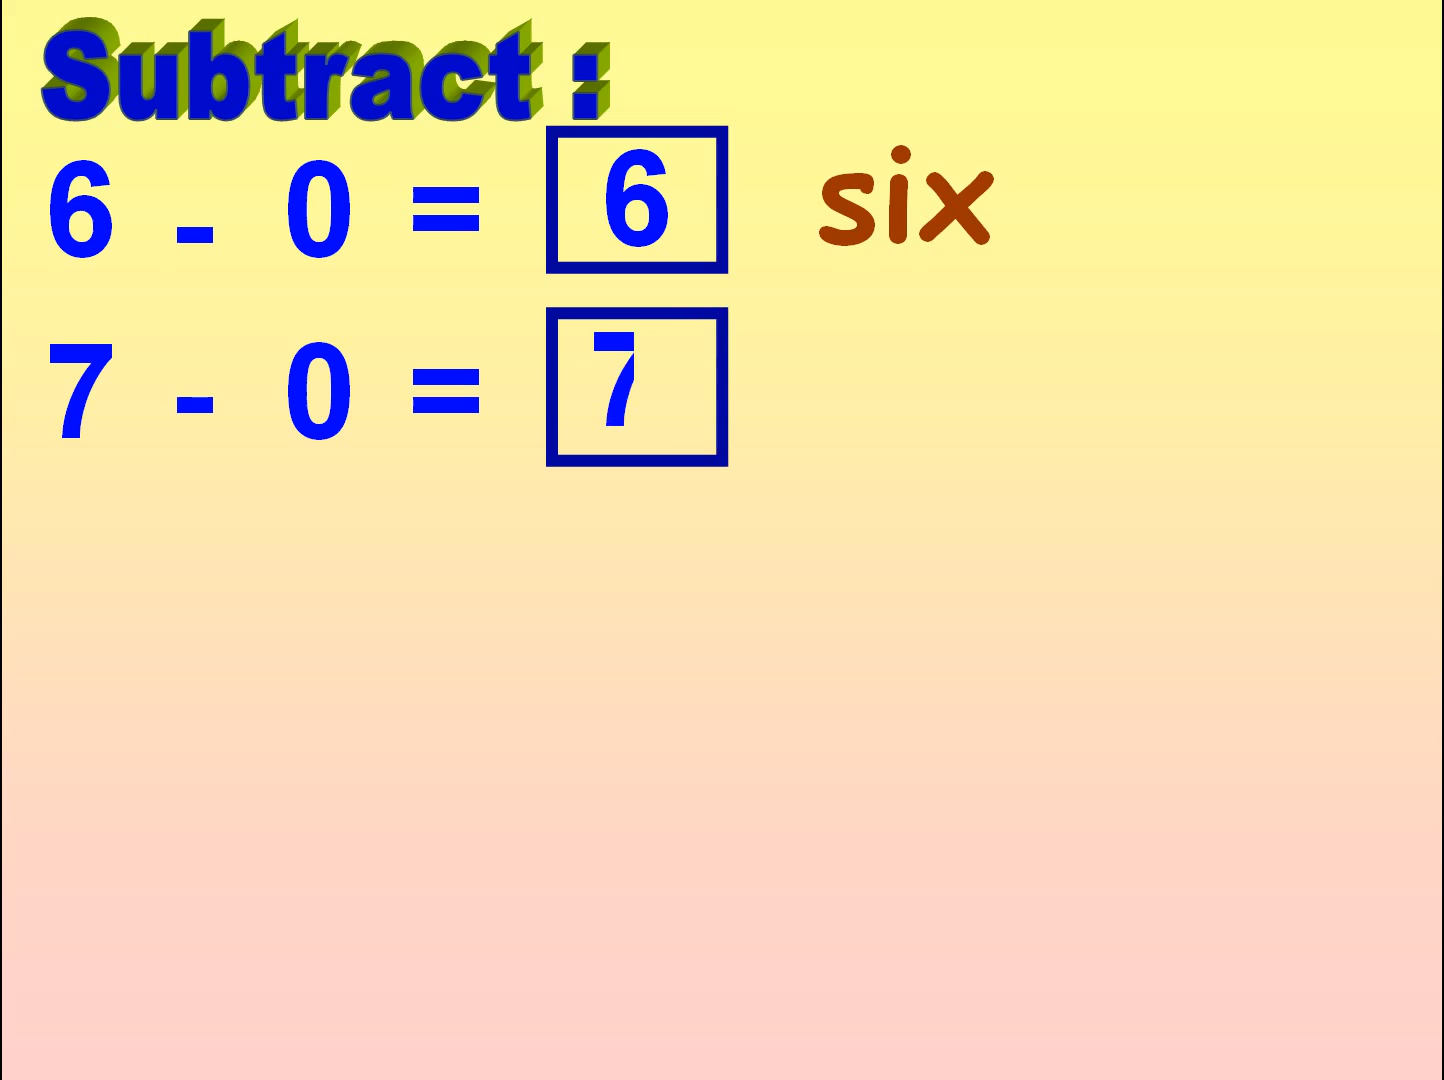 Subtract :
6 - 0 = 6 six
7 - 0 = 7